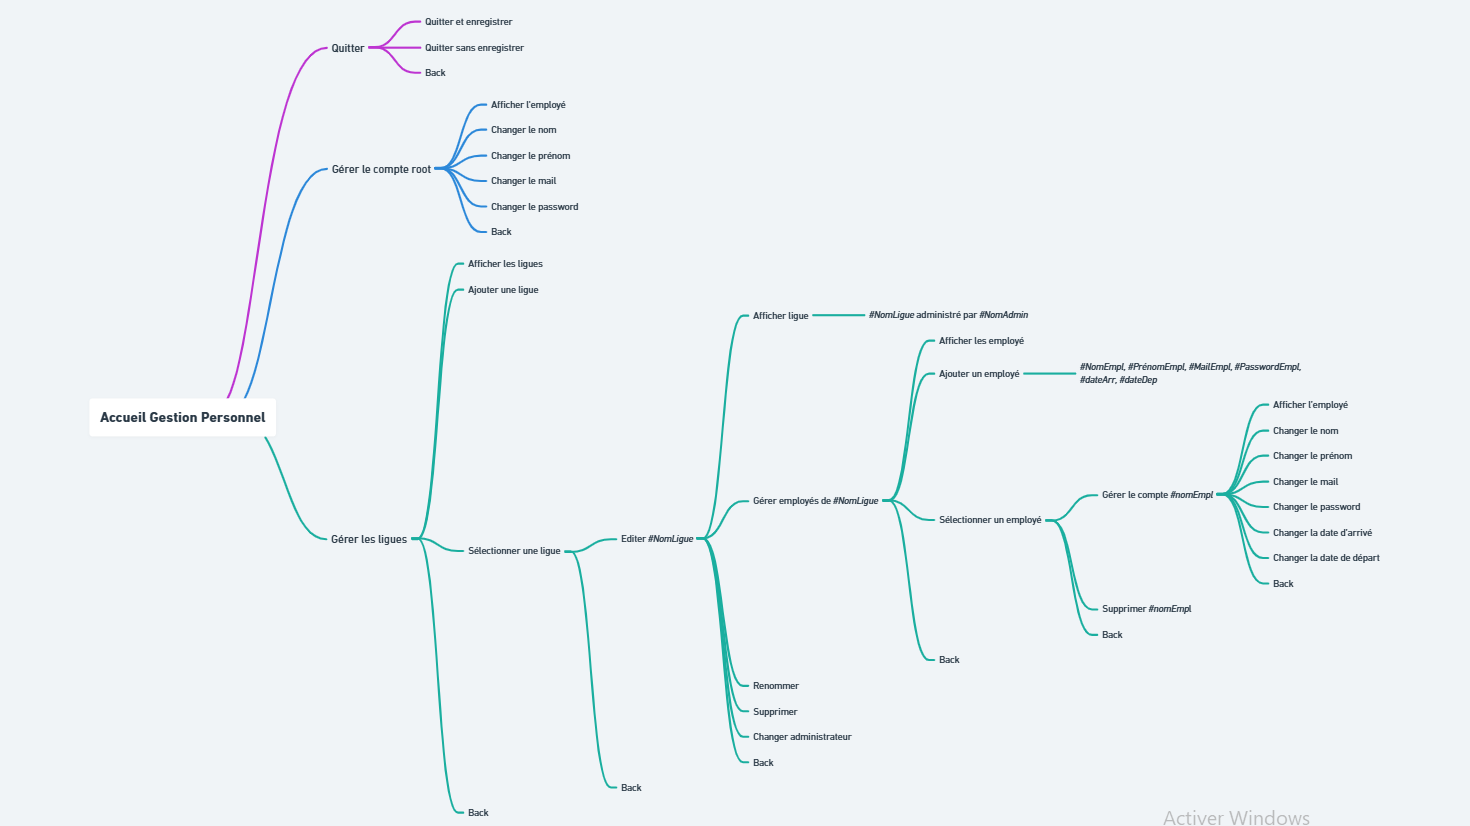 Quitter et enregistrer
Quitter
Quitter sans enregistrer
Back
Afficher l'employé
Changer le nom
Changer le prénom
Gérer le compte root
Changer le mail
Changer le password
Back
Afficher les ligues
Ajouter une ligue
Afficher ligue
#NomLigue administré par #NomAdmin
Afficher les employé
Ajouter un employé
#NomEmpl, #PrénomEmpl, #MailEmpl, #PasswordEmpl,
#dateArr, #dateDep
Accueil Gestion Personnel
Afficher l'employé
Changer le nom
Changer le prénom
Changer le mail
Gérer employés de #NomLigue
Gérer le compte #nomEmpl
Changer le password
Sélectionner un employé
Changer la date d'arrivé
Gérer les ligues
Editer #NomLigue
Sélectionner une ligue
Changer la date de départ
Back
Supprimer #nomEmpl
Back
Back
Renommer
Supprimer
Changer administrateur
Back
Back
Back
Activer Windows